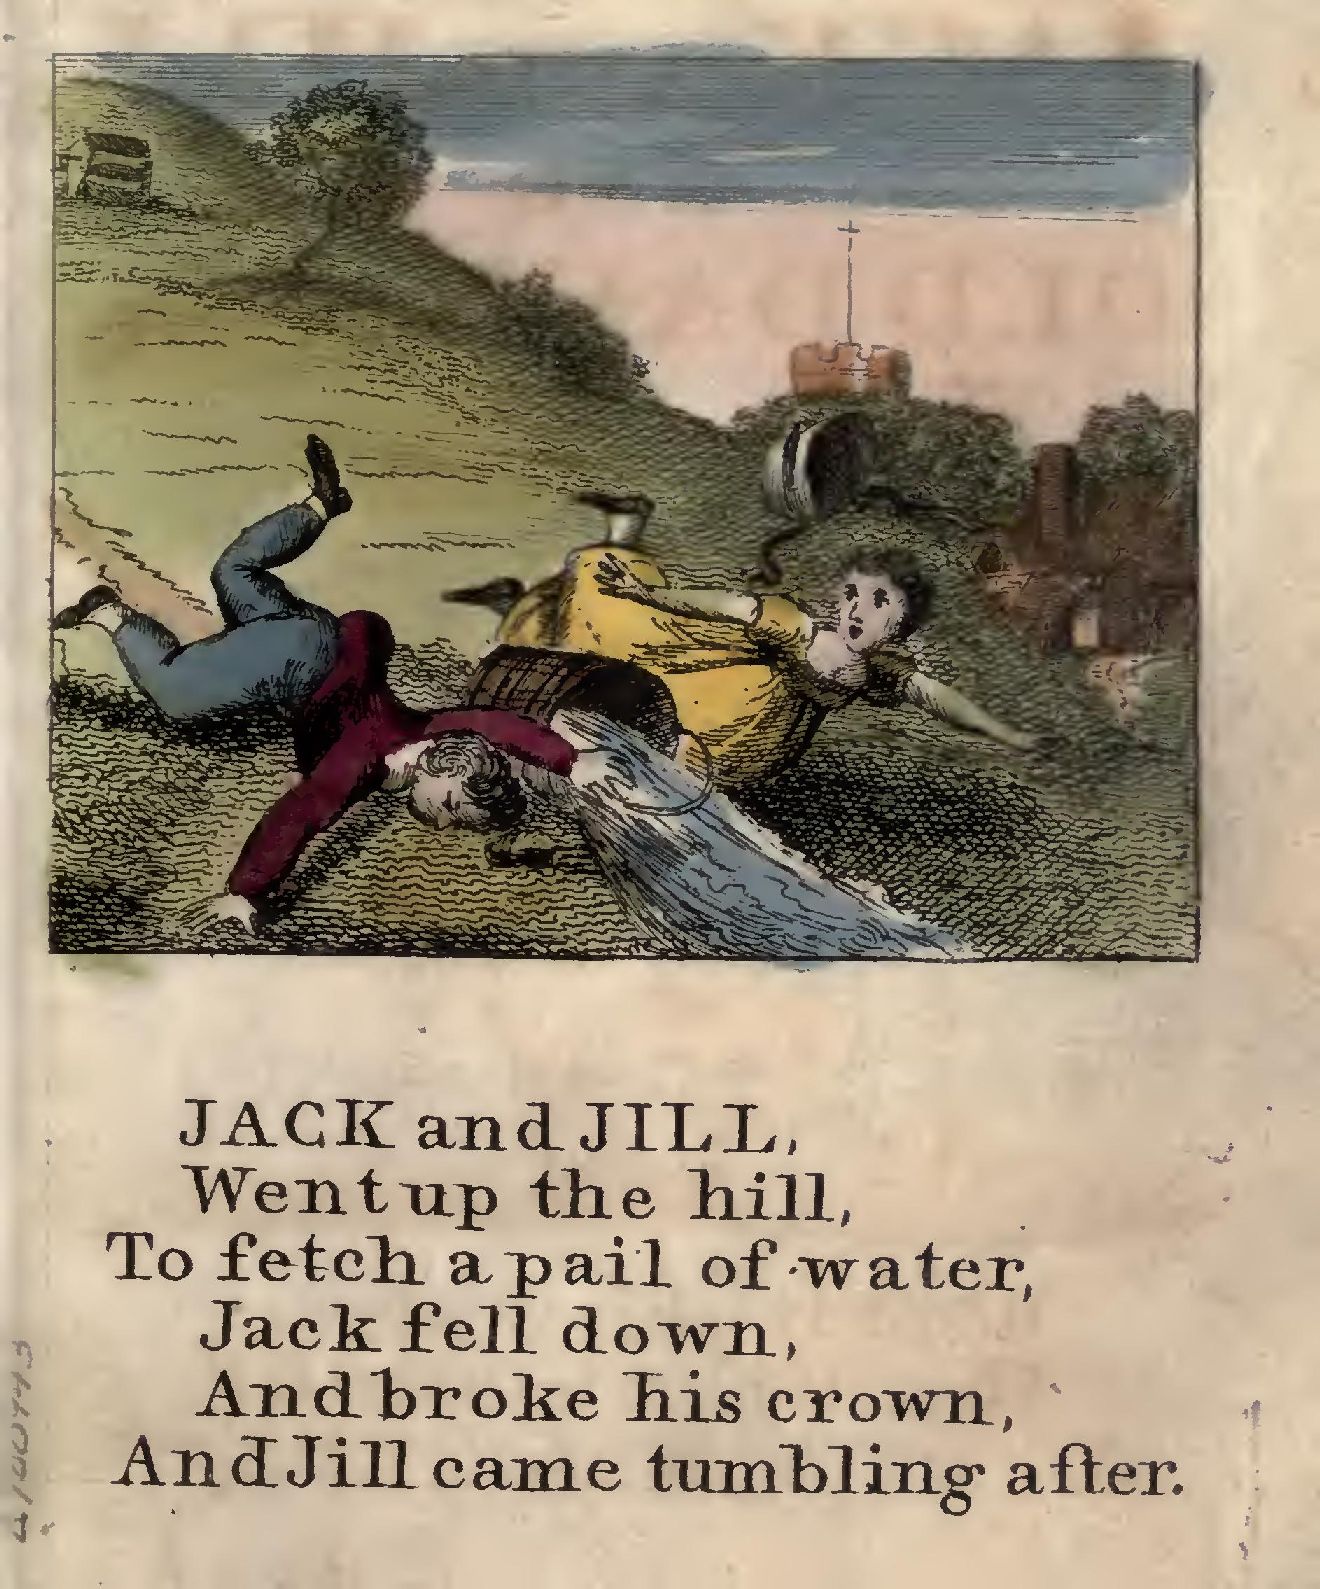 JACK and JILL,
Went up the hill,
To fetch a pail of water,
Jack fell down,
And broke his crown,
And Jill came tumbling after.